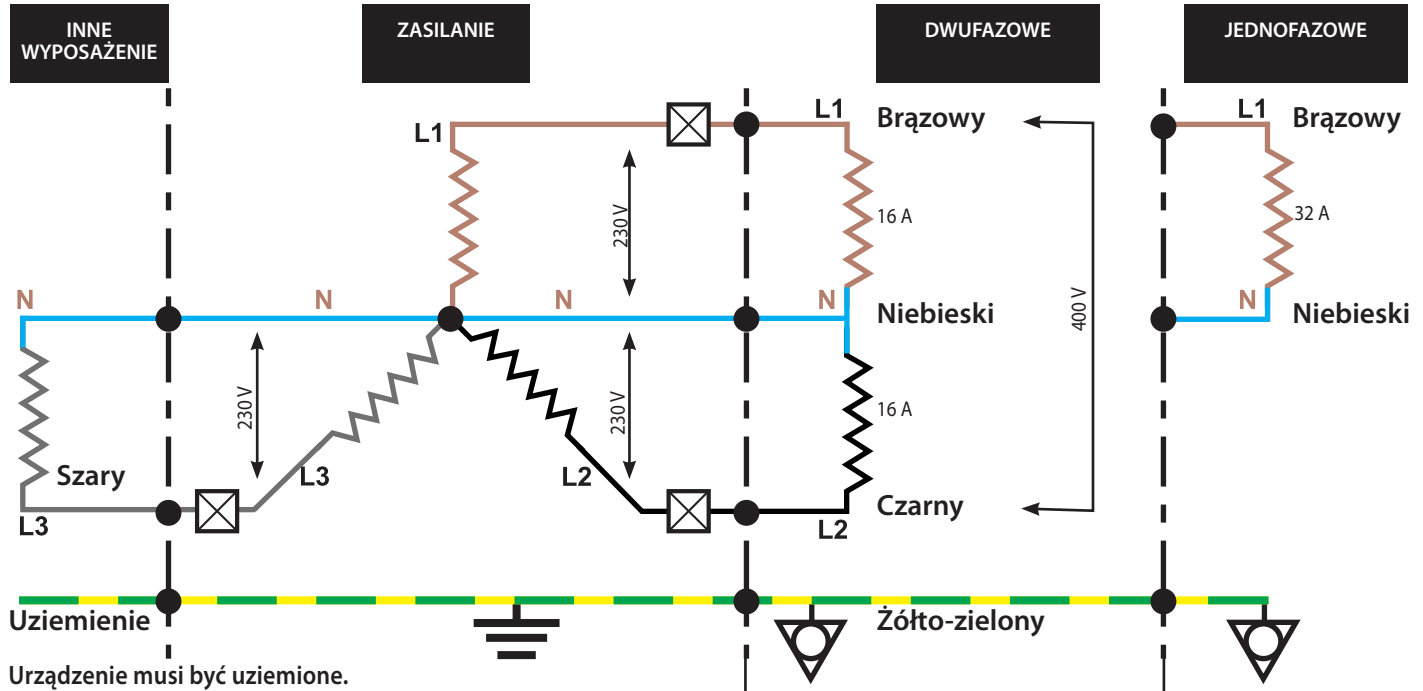 INNE
WYPOSAŻENIE
ZASILANIE
DWUFAZOWE
JEDNOFAZOWE
L1
L1
Brązowy
L1
Brązowy
230 V
16 A
32 A
N
N
N
N
Niebieski
400 V
N
Niebieski
230 V
230 V
16 A
Szary
L3
L3
L2
L2
Czarny
Uziemienie
Żółto-zielony
Urządzenie musi być uziemione.